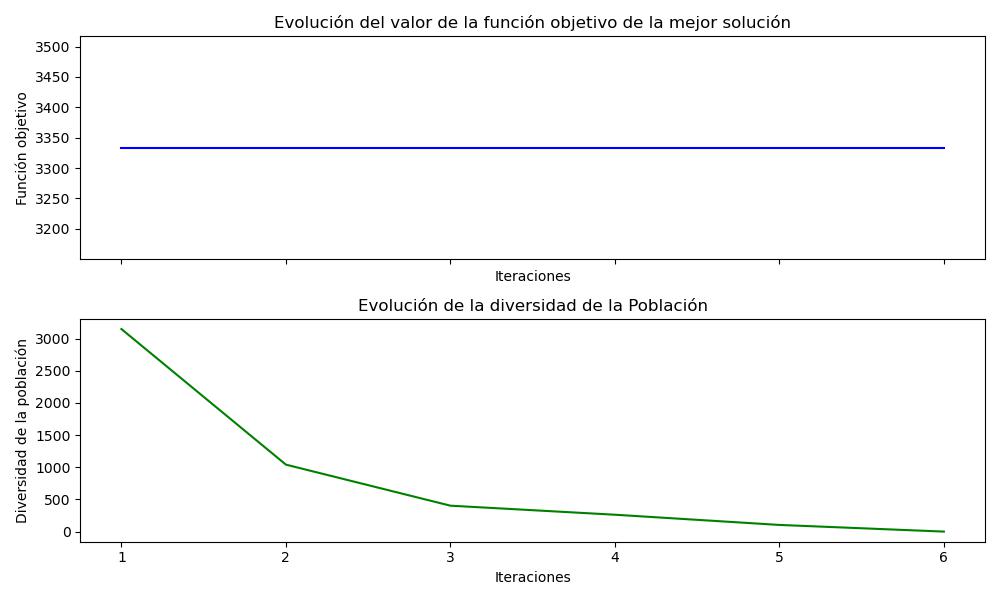 Evolución del valor de la función objetivo de la mejor solución
3500
3450
3400
3350
3300
3250
3200
Función objetivo
Iteraciones
Evolución de la diversidad de la Población
3000
2500
2000
1500
1000
500
0
Diversidad de la población
1 2 3 4 5 6
Iteraciones